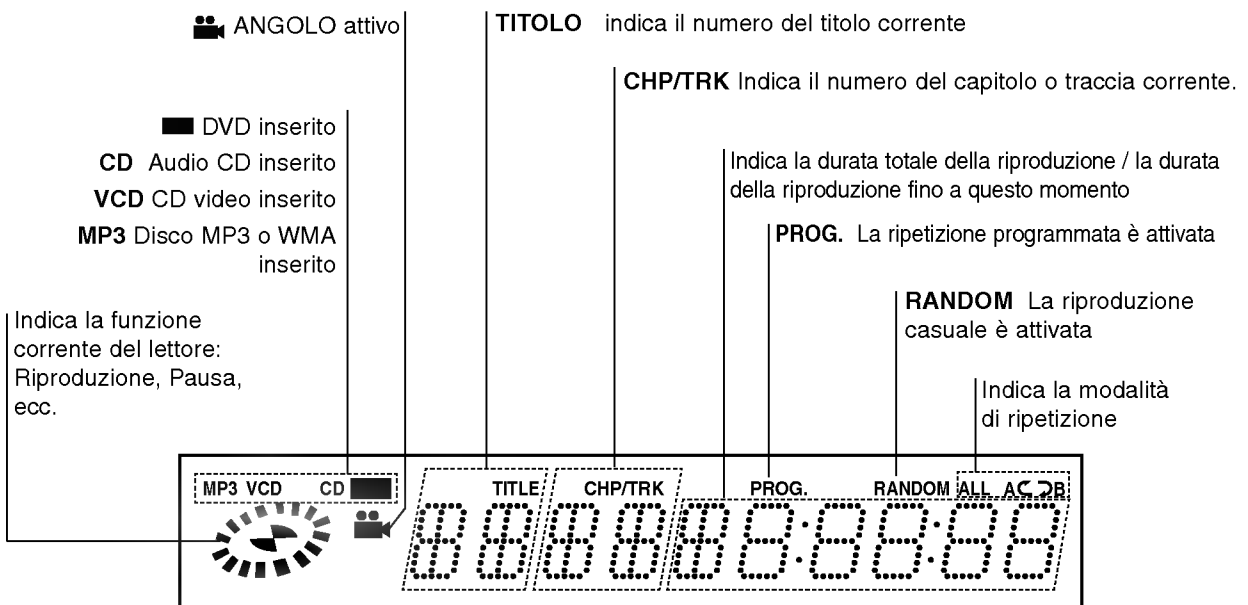 ANGOLO attivo
TITOLO indica il numero del titolo corrente
CHP/TRK Indica il numero del capitolo o traccia corrente.
DVD inserito
CD Audio CD inserito
VCD CD video inserito
MP3 Disco MP3 o WMA
inserito
Indica la durata totale della riproduzione / la durata
della riproduzione fino a questo momento
PROG. La ripetizione programmata è attivata
RANDOM La riproduzione
casuale è attivata
Indica la funzione
corrente del lettore:
Riproduzione, Pausa,
ecc.
Indica la modalità
di ripetizione
MP3 VCD CD TITLE CHP/TRK PROG. RANDOM ALL A B